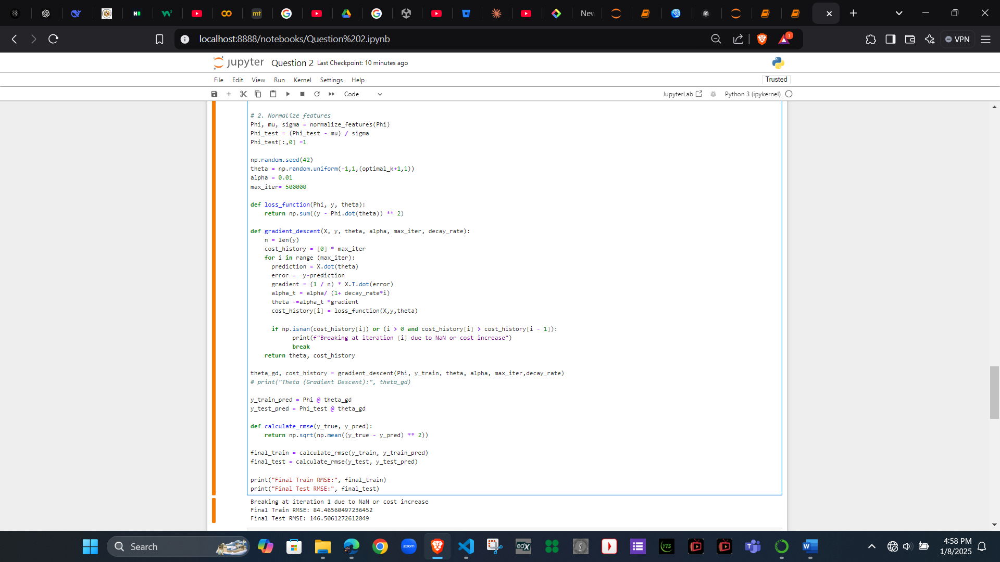 New
localhost:8888/notebooks/Question%202.ipynb
1
VPN
jupyter Question 2 Last Checkpoint: 10 minutes ago
File Edit View Run Kernel Settings Help
Trusted
Code
JupyterLab
Python 3 (ipykernel)
# 2. Normalize features
Phi, mu, sigma = normalize_features(Phi)
Phi_test = (Phi_test - mu) / sigma
Phi_test[:,0] =1
np.random.seed(42)
theta = np.random.uniform(-1,1,(optimal_k+1,1))
alpha = 0.01
max_iter= 500000
def loss_function(Phi, y, theta):
    return np.sum((y - Phi.dot(theta)) ** 2)
def gradient_descent(X, y, theta, alpha, max_iter, decay_rate):
    n = len(y)
    cost_history = [0] * max_iter
    for i in range (max_iter):
      prediction = X.dot(theta)
      error =  y-prediction
      gradient = (1 / n) * X.T.dot(error)
      alpha_t = alpha/ (1+ decay_rate*i)
      theta -=alpha_t *gradient
      cost_history[i] = loss_function(X,y,theta)
      if np.isnan(cost_history[i]) or (i > 0 and cost_history[i] > cost_history[i - 1]):
            print(f"Breaking at iteration {i} due to NaN or cost increase")
            break
    return theta, cost_history
theta_gd, cost_history = gradient_descent(Phi, y_train, theta, alpha, max_iter,decay_rate)
# print("Theta (Gradient Descent):", theta_gd)
y_train_pred = Phi @ theta_gd
y_test_pred = Phi_test @ theta_gd
def calculate_rmse(y_true, y_pred):
    return np.sqrt(np.mean((y_true - y_pred) ** 2))
final_train = calculate_rmse(y_train, y_train_pred)
final_test = calculate_rmse(y_test, y_test_pred)
print("Final Train RMSE:", final_train)
print("Final Test RMSE:", final_test)
Breaking at iteration 1 due to NaN or cost increase
Final Train RMSE: 84.46560497236452
Final Test RMSE: 146.5061272612049
Search
zoom
edX
YTS
4:58 PM
1/8/2025